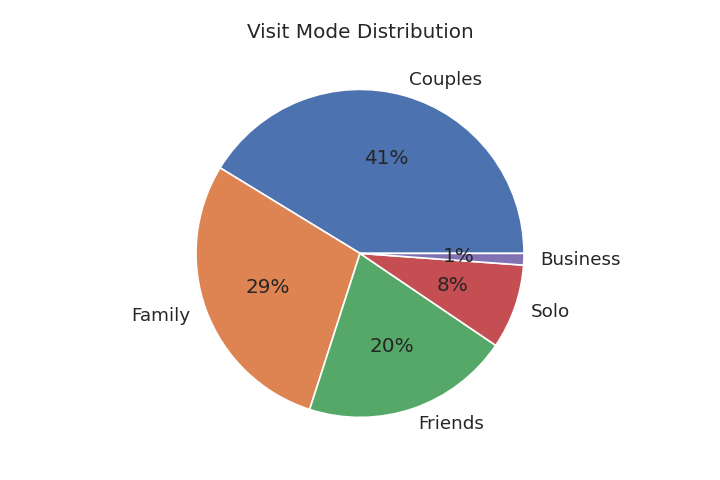 Visit Mode Distribution
Couples
41%
1%
Business
8%
29%
Solo
Family
20%
Friends